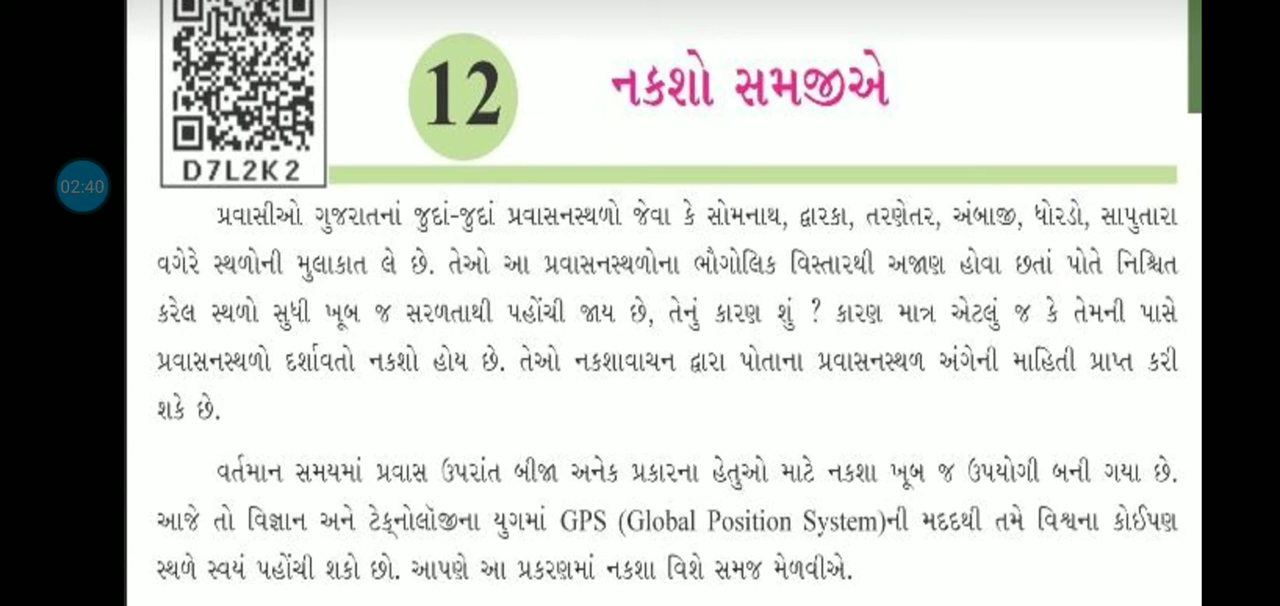 12
નકશો સમજીએ
D7L2K2
02:40
પ્રવાસીઓ ગુજરાતનાં જુદાં-જુદાં પ્રવાસનસ્થળો જેવા કે સોમનાથ, દ્વારકા, તરણેતર, અંબાજી, ધોરડો, સાપુતારા
વગેરે સ્થળોની મુલાકાત લે છે. તેઓ આ પ્રવાસનસ્થળોના ભૌગોલિક વિસ્તારથી અજાણ હોવા છતાં પોતે નિશ્ચિત
કરેલ સ્થળો સુધી ખૂબ જ સરળતાથી પહોંચી જાય છે, તેનું કારણ શું ? કારણ માત્ર એટલું જ કે તેમની પાસે
પ્રવાસનસ્થળો દર્શાવતો નકશો હોય છે. તેઓ નકશાવાચન દ્વારા પોતાના પ્રવાસનસ્થળ અંગેની માહિતી પ્રાપ્ત કરી
શકે છે.
વર્તમાન સમયમાં પ્રવાસ ઉપરાંત બીજા અનેક પ્રકારના હેતુઓ માટે નકશા ખૂબ જ ઉપયોગી બની ગયા છે.
આજે તો વિજ્ઞાન અને ટેક્નોલૉજીના યુગમાં GPS (Global Position System)ની મદદથી તમે વિશ્વના કોઈપણ
સ્થળે સ્વયં પહોંચી શકો છો. આપણે આ પ્રકરણમાં નકશા વિશે સમજ મેળવીએ.